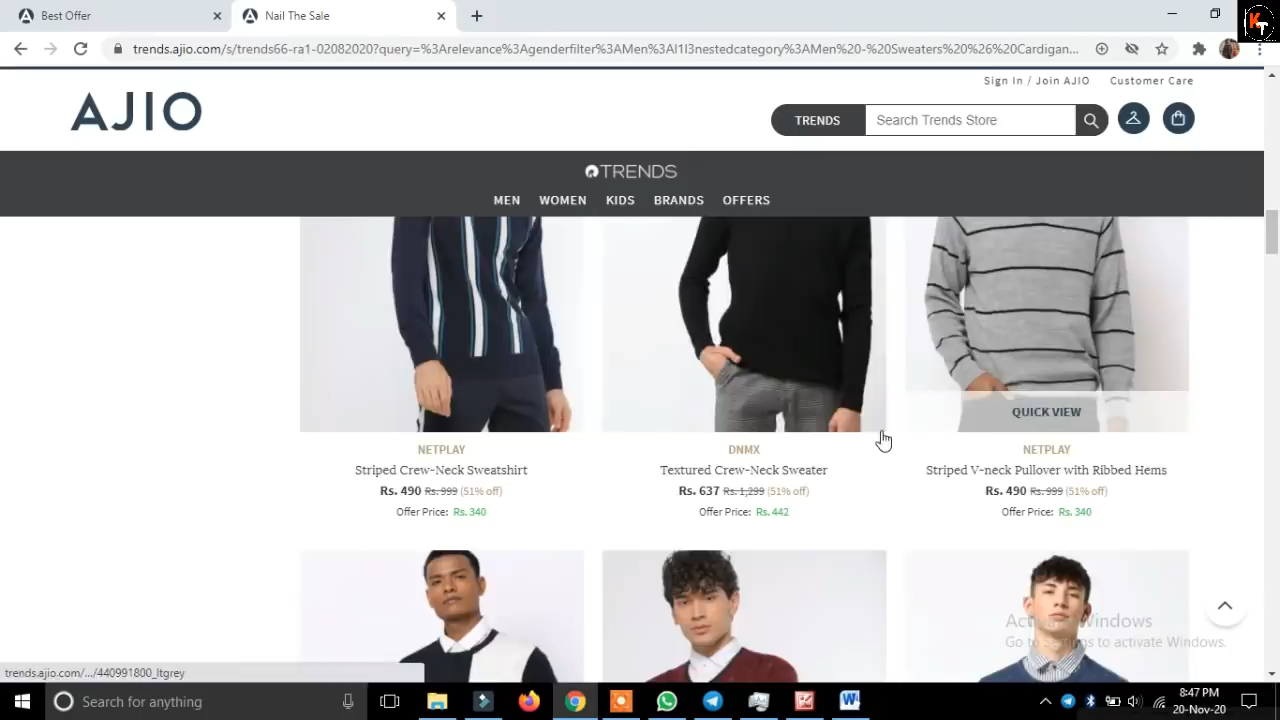 Best Offer
Nail The Sale
KT
trends.ajio.com/s/trends66-ra1-02082020?query=%3Arelevance%3Agenderfilter%3AMen%3Al1l3nestedcategory%3AMen%20-%20Sweaters%20%26%20Cardigan...
Sign In / Join AJIO
Customer Care
AJIO
TRENDS
Search Trends Store
TRENDS
MEN
WOMEN
KIDS
BRANDS
OFFERS
QUICK VIEW
NETPLAY
Striped Crew-Neck Sweatshirt
Rs. 490 Rs. 999 (51% off)
Offer Price: Rs. 340
DNMX
Textured Crew-Neck Sweater
Rs. 637 Rs. 1,299 (51% off)
Offer Price: Rs. 442
NETPLAY
Striped V-neck Pullover with Ribbed Hems
Rs. 490 Rs. 999 (51% off)
Offer Price: Rs. 340
Activate Windows
Go to Settings to activate Windows.
trends.ajio.com/.../440991800_ltgrey
Search for anything
8:47 PM
20-Nov-20